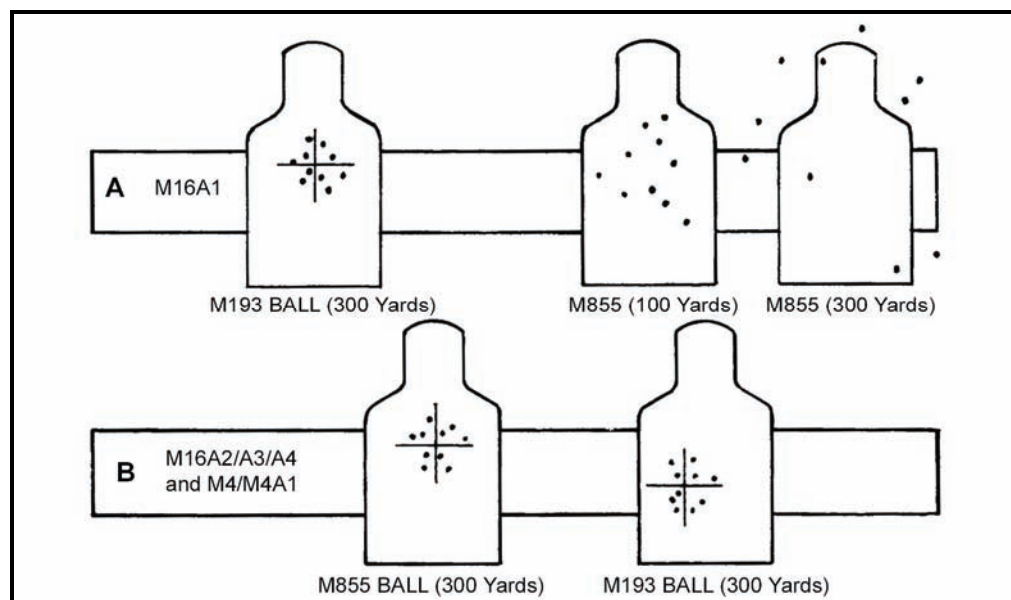 A M16A1
M193 BALL (300 Yards)
M855 (100 Yards)
M855 (300 Yards)
B
M16A2/A3/A4
and M4/M4A1
M855 BALL (300 Yards)
M193 BALL (300 Yards)